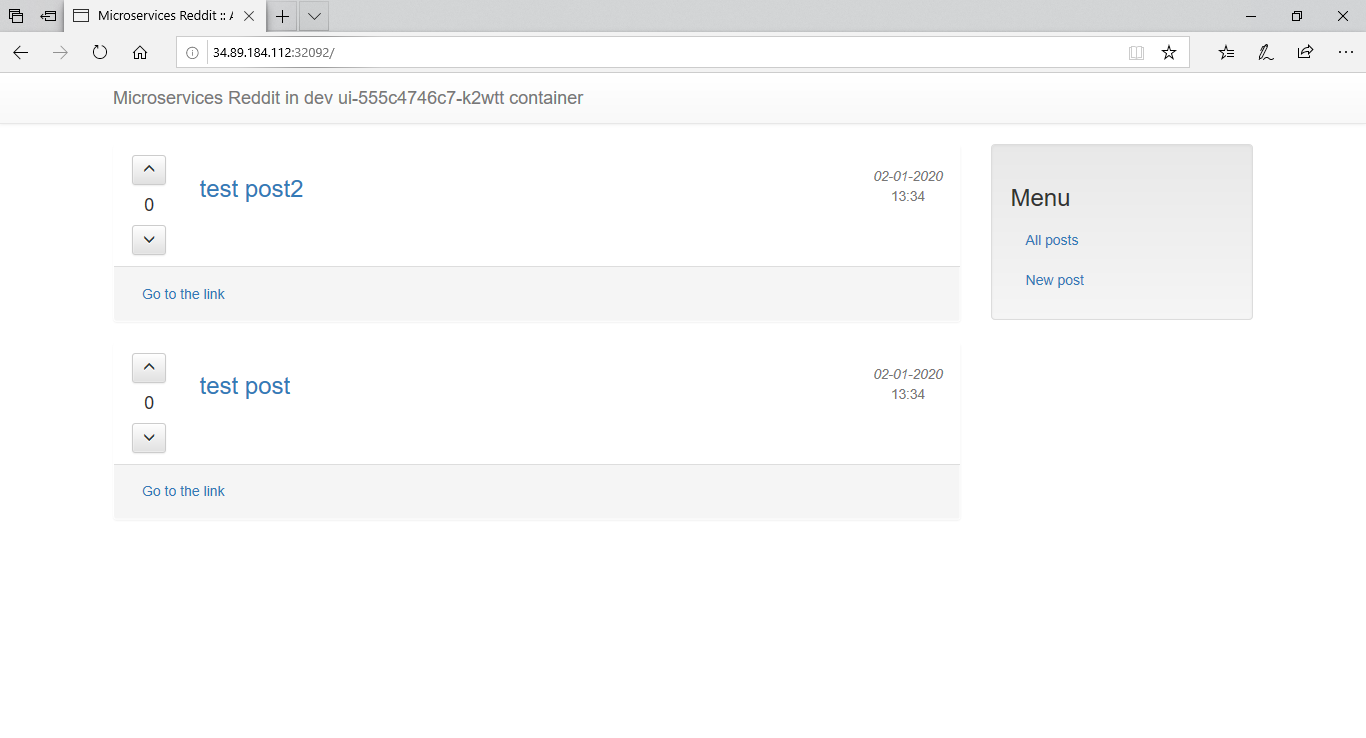 Microservices Reddit :: A
34.89.184.112:32092/
Microservices Reddit in dev ui-555c4746c7-k2wtt container
0
test post2
02-01-2020
13:34
Go to the link
0
test post
02-01-2020
13:34
Go to the link
Menu
All posts
New post